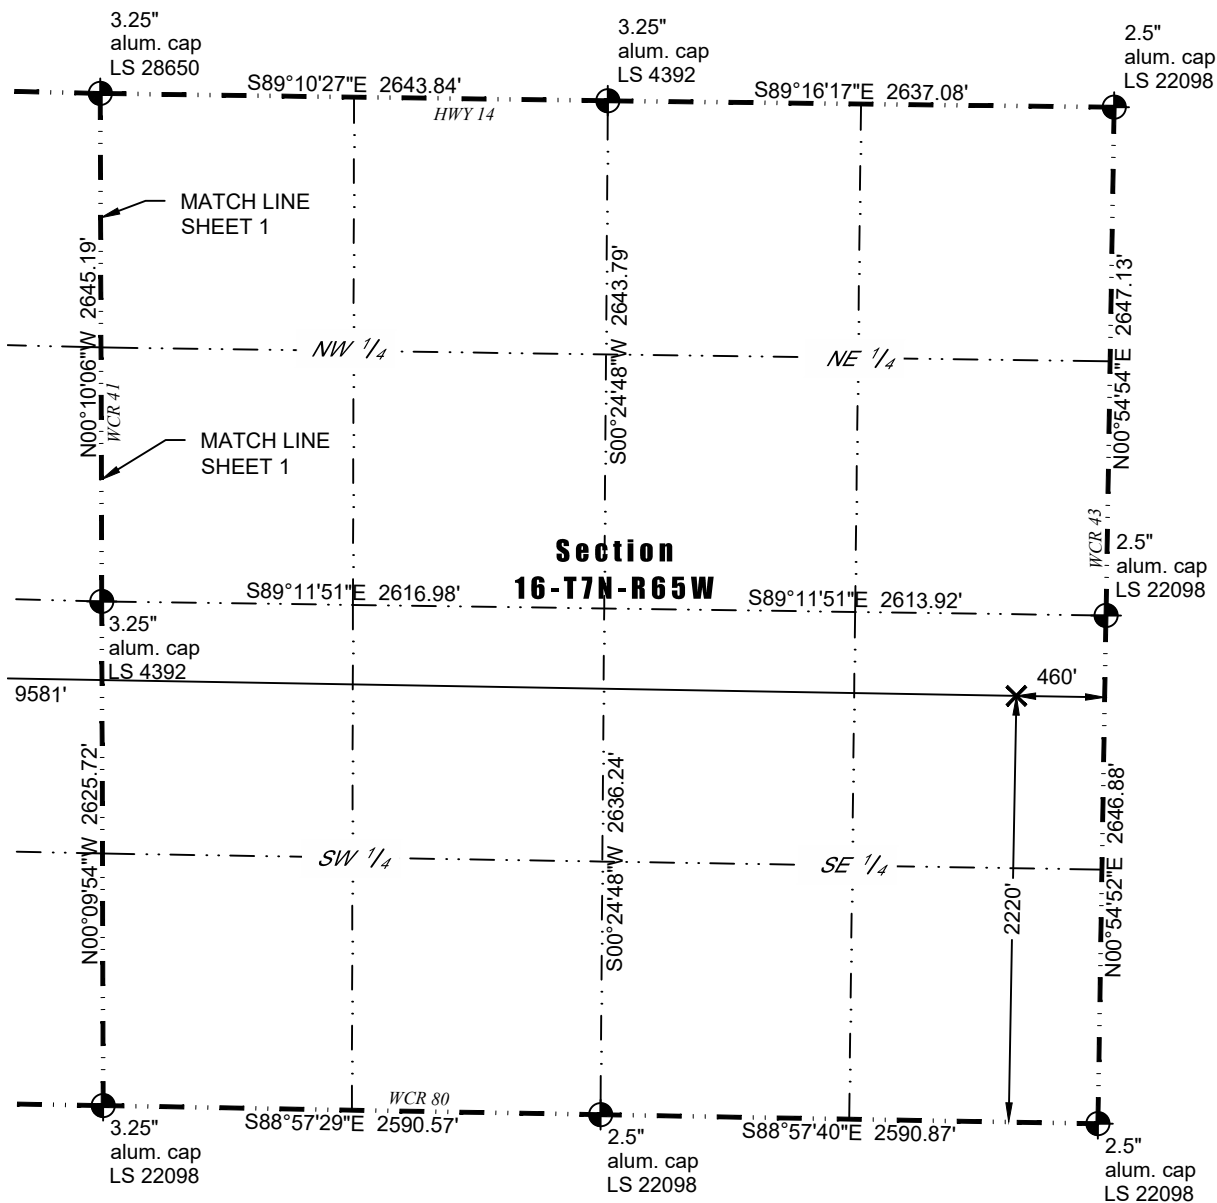 3.25"
alum. cap
LS 28650
3.25"
alum. cap
LS 4392
2.5"
alum. cap
LS 22098
S89°10'27"E 2643.84'
HWY 14
S89°16'17"E 2637.08'
MATCH LINE
SHEET 1
N00°10'06"W 2645.19'
WCR 41
S00°24'48"W 2643.79'
N00°54'54"E 2647.13'
NW 1/4
NE 1/4
MATCH LINE
SHEET 1
WCR 43
Section
16-T7N-R65W
2.5"
alum. cap
LS 22098
S89°11'51"E 2616.98'
S89°11'51"E 2613.92'
3.25"
alum. cap
LS 4392
9581'
460'
N00°09'54"W 2625.72'
S00°24'48"W 2636.24'
2220'
N00°54'52"E 2646.88'
SW 1/4
SE 1/4
WCR 80
S88°57'29"E 2590.57'
S88°57'40"E 2590.87'
3.25"
alum. cap
LS 22098
2.5"
alum. cap
LS 22098
2.5"
alum. cap
LS 22098